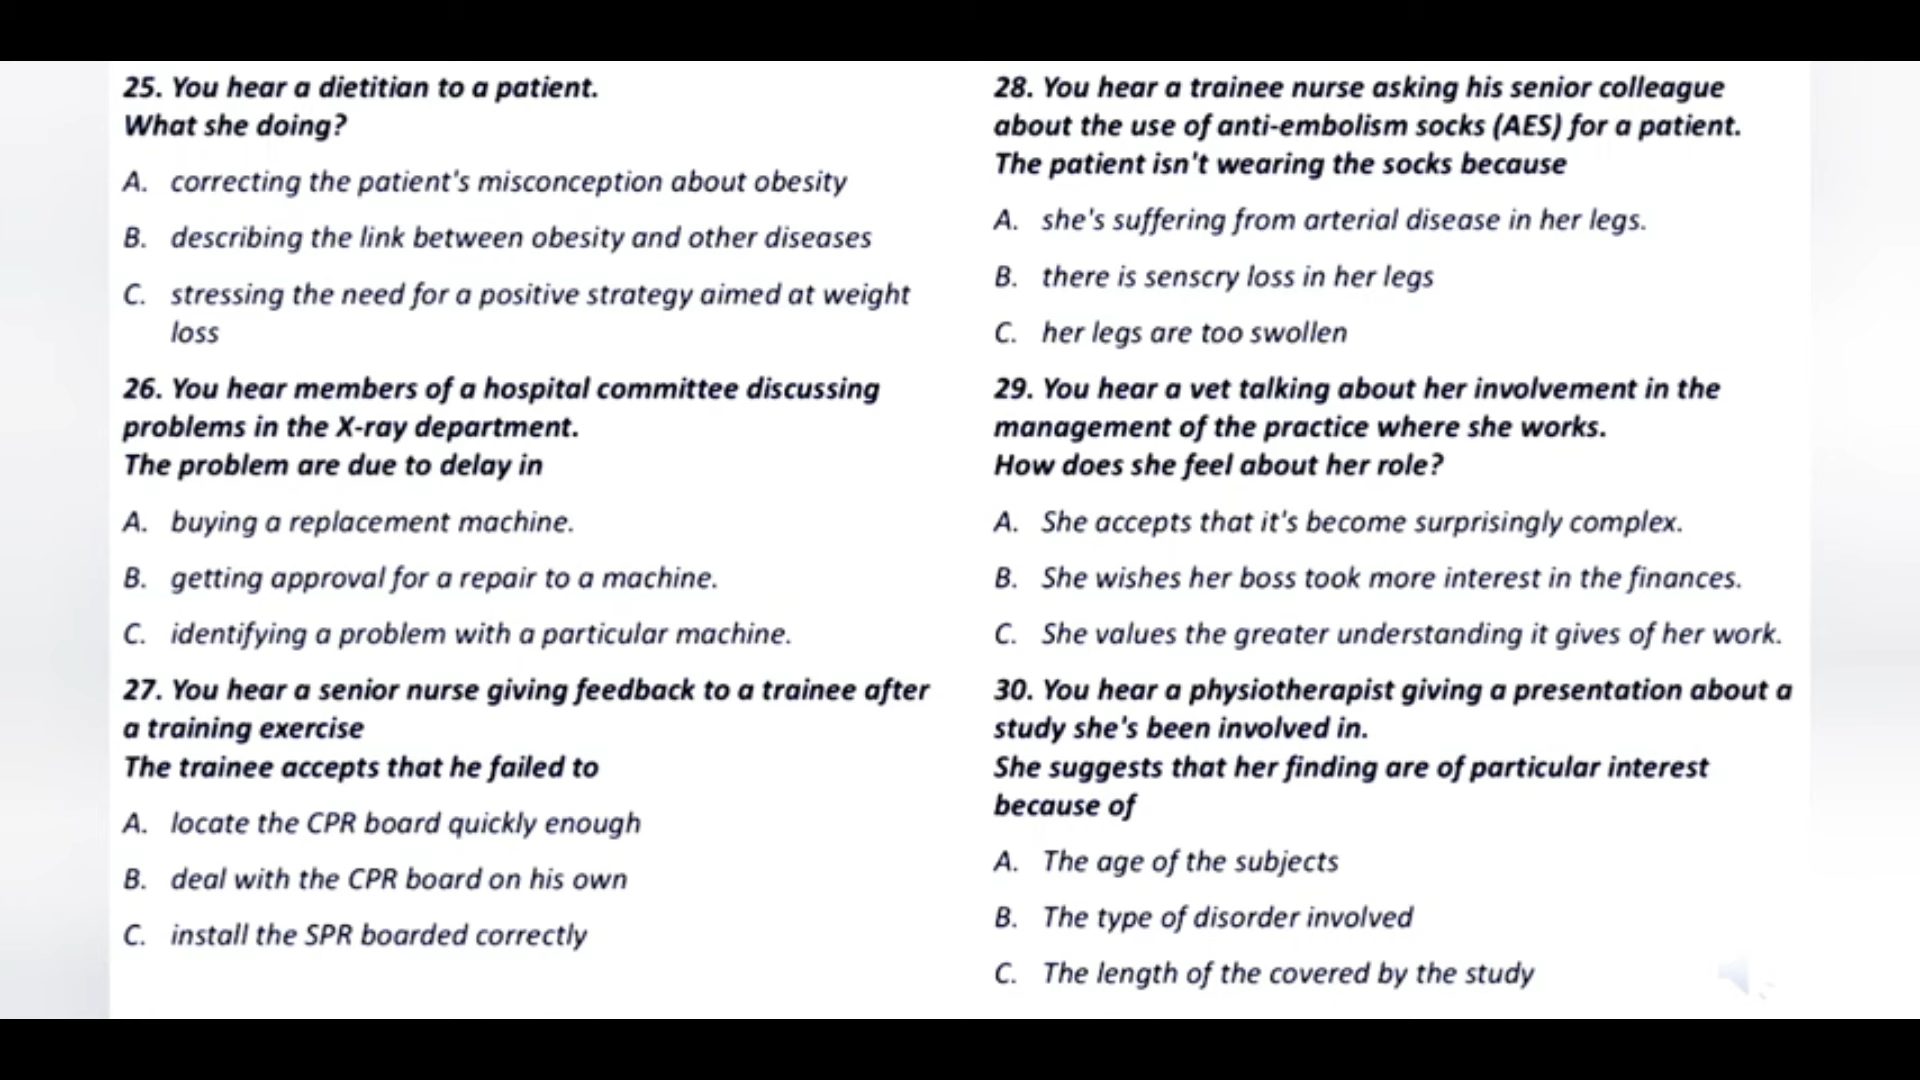 25. You hear a dietitian to a patient.
What she doing?
A. correcting the patient's misconception about obesity
B. describing the link between obesity and other diseases
C. stressing the need for a positive strategy aimed at weight
loss
26. You hear members of a hospital committee discussing
problems in the X-ray department.
The problem are due to delay in
A. buying a replacement machine.
B. getting approval for a repair to a machine.
C. identifying a problem with a particular machine.
27. You hear a senior nurse giving feedback to a trainee after
a training exercise
The trainee accepts that he failed to
A. locate the CPR board quickly enough
B. deal with the CPR board on his own
C. install the SPR boarded correctly
28. You hear a trainee nurse asking his senior colleague
about the use of anti-embolism socks (AES) for a patient.
The patient isn't wearing the socks because
A. she's suffering from arterial disease in her legs.
B. there is senscry loss in her legs
C. her legs are too swollen
29. You hear a vet talking about her involvement in the
management of the practice where she works.
How does she feel about her role?
A. She accepts that it's become surprisingly complex.
B. She wishes her boss took more interest in the finances.
C. She values the greater understanding it gives of her work.
30. You hear a physiotherapist giving a presentation about a
study she's been involved in.
She suggests that her finding are of particular interest
because of
A. The age of the subjects
B. The type of disorder involved
C. The length of the covered by the study